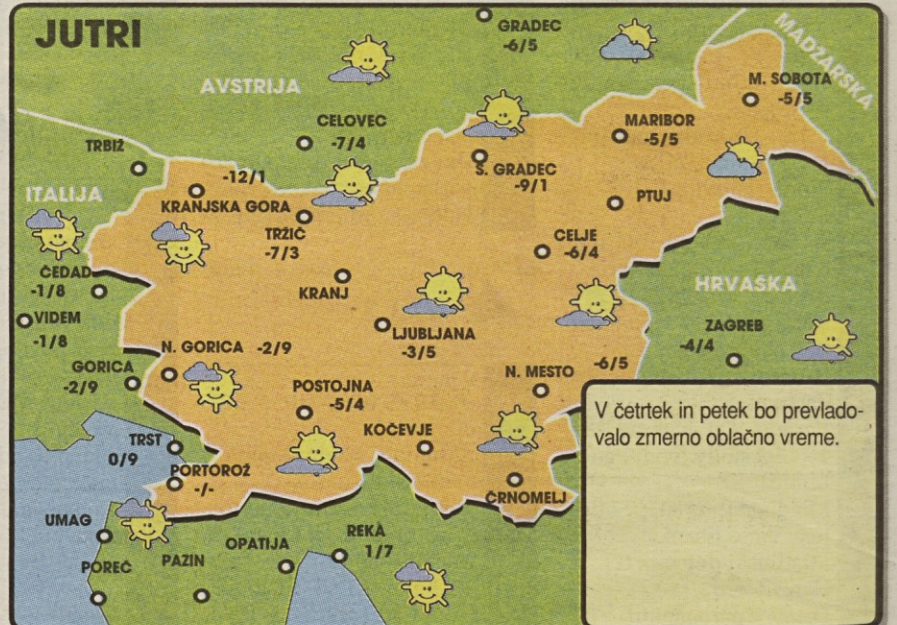 JUTRI
GRADEC
-6/5
MADŽARSKA
AVSTRIJA
M. SOBOTA
-5/5
CELOVEC
-7/4
MARIBOR
-5/5
TRBIŽ
S. GRADEC
-9/1
-12/1
KRANJSKA GORA
ITALIJA
PTUJ
TRŽIČ
-7/3
CELJE
-6/4
ČEDAD
-1/8
KRANJ
HRVAŠKA
VIDEM
-1/8
LJUBLJANA
-3/5
ZAGREB
-4/4
N. GORICA -2/9
GORICA
-2/9
POSTOJNA
-5/4
N. MESTO -6/5
KOČEVJE
TRST
0/9
PORTOROŽ
-/-
ČRNOMELJ
UMAG
POREČ
PAZIN
OPATIJA
REKA
1/7
V četrtek in petek bo prevlado-
valo zmerno oblačno vreme.